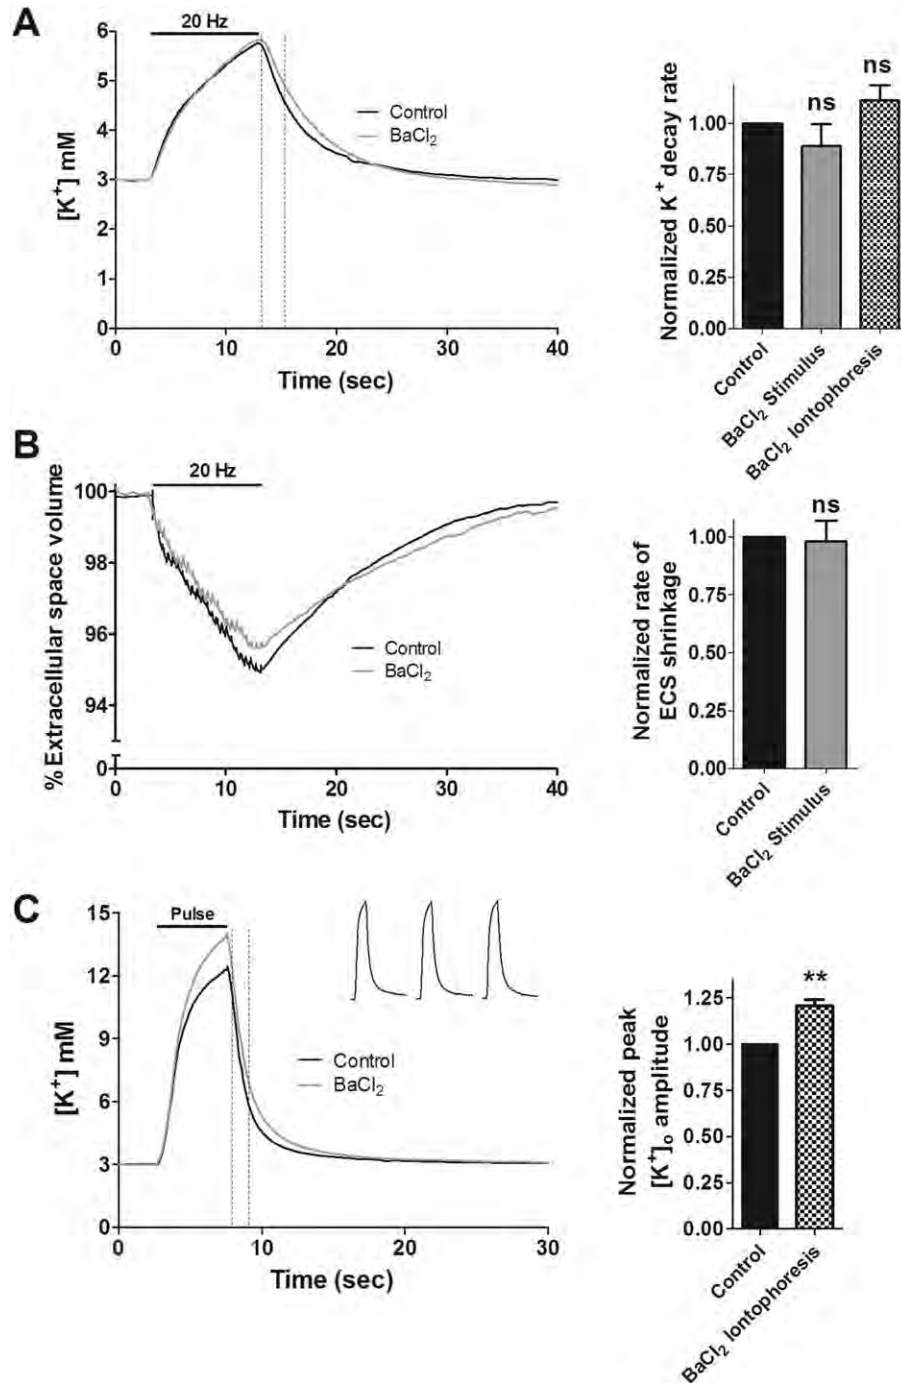 A
20 Hz
[K⁺] mM
6
5
4
3
2
1
0
0 10 20 30 40
Time (sec)
Control
BaCl₂
Normalized K⁺ decay rate
1.00
0.75
0.50
0.25
0.00
ns
ns
Control
BaCl₂ Stimulus
BaCl₂ Iontophoresis
B
20 Hz
%Extracellular space volume
100
98
96
94
0
0 10 20 30 40
Time (sec)
Control
BaCl₂
Normalized rate of
ECS shrinkage
1.00
0.75
0.50
0.25
0.00
ns
Control
BaCl₂ Stimulus
C
Pulse
[K⁺] mM
15
12
9
6
3
0
0 10 20 30
Time (sec)
Control
BaCl₂
Normalized peak
[K⁺]ₒ amplitude
1.25
1.00
0.75
0.50
0.25
0.00
**
Control
BaCl₂ Iontophoresis